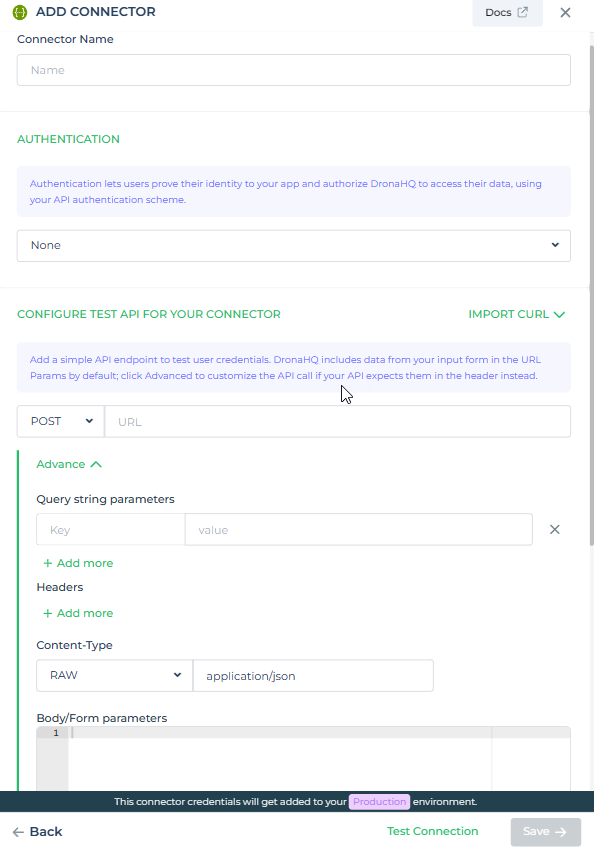 ADD CONNECTOR
Docs
Connector Name
Name
AUTHENTICATION
Authentication lets users prove their identity to your app and authorize DronaHQ to access their data, using
your API authentication scheme.
None
CONFIGURE TEST API FOR YOUR CONNECTOR
IMPORT CURL
Add a simple API endpoint to test user credentials. DronaHQ includes data from your input form in the URL
Params by default; click Advanced to customize the API call if your API expects them in the header instead.
POST
URL
Advance
Query string parameters
Key
value
+ Add more
Headers
+ Add more
Content-Type
RAW
application/json
Body/Form parameters
1
This connector credentials will get added to your Production environment.
Back
Test Connection
Save